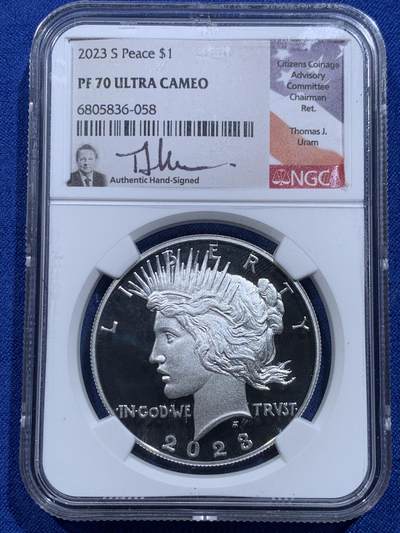 2023 S Peace $1
PF 70 ULTRA CAMEO
6805836-058
Authentic Hand-Signed
Citizens Coinage
Advisory
Committee
Chairman
Ret.
Thomas J.
Uram
NGC
LIBERTY
·IN·GOD·WE TRVST·
2023